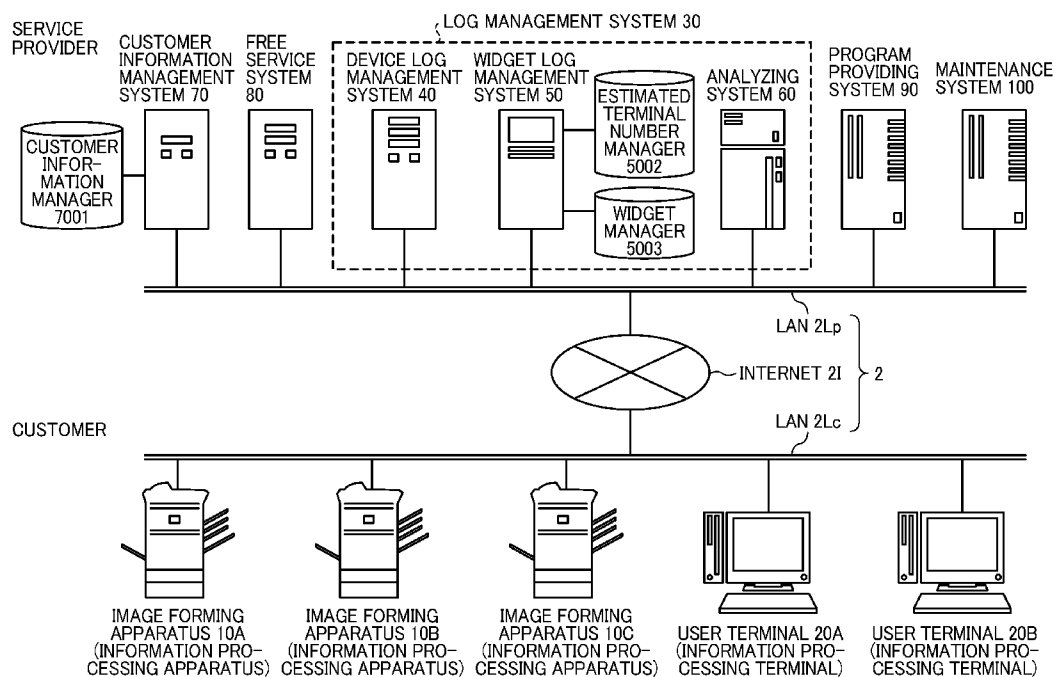 LOG MANAGEMENT SYSTEM 30
SERVICE
PROVIDER
CUSTOMER
INFORMATION
MANAGEMENT
SYSTEM 70
FREE
SERVICE
SYSTEM
80
DEVICE LOG
MANAGEMENT
SYSTEM 40
WIDGET LOG
MANAGEMENT
SYSTEM 50
ANALYZING
SYSTEM 60
PROGRAM
PROVIDING
SYSTEM 90
MAINTENANCE
SYSTEM 100
CUSTOMER
INFOR-
MATION
MANAGER
7001
ESTIMATED
TERMINAL
NUMBER
MANAGER
5002
WIDGET
MANAGER
5003
LAN 2Lp
INTERNET 2I
2
LAN 2Lc
CUSTOMER
IMAGE FORMING
APPARATUS 10A
(INFORMATION PRO-
CESSING APPARATUS)
IMAGE FORMING
APPARATUS 10B
(INFORMATION PRO-
CESSING APPARATUS)
IMAGE FORMING
APPARATUS 10C
(INFORMATION PRO-
CESSING APPARATUS)
USER TERMINAL 20A
(INFORMATION PRO-
CESSING TERMINAL)
USER TERMINAL 20B
(INFORMATION PRO-
CESSING TERMINAL)